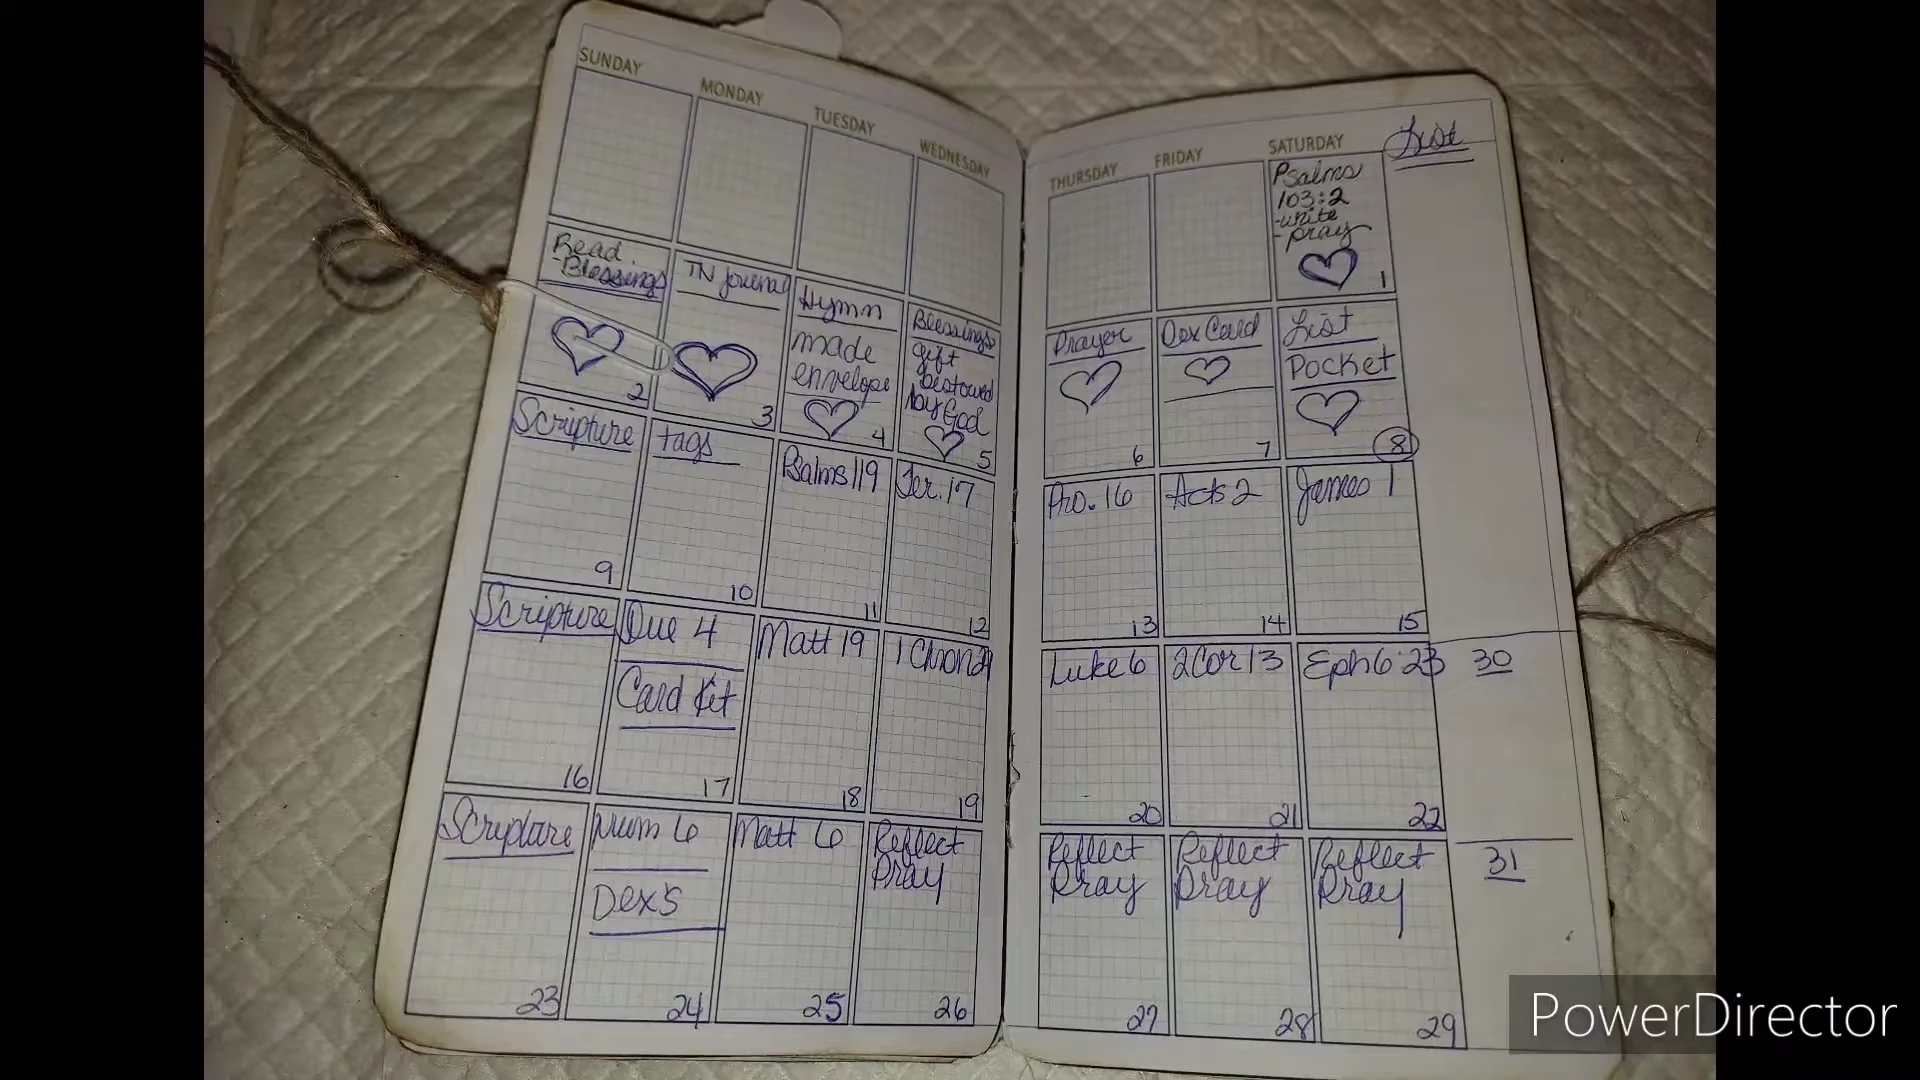 SUNDAY
MONDAY
TUESDAY
WEDNESDAY
THURSDAY
FRIDAY
SATURDAY
List
Psalms
103:2
-write
-pray
1
Read
-Blessings
2
TN Journal
3
Hymn
made
envelope
4
Blessings
gift
bestowed
by God
5
Prayer
6
Dex Card
7
List
Pocket
8
Scripture
9
tags
10
Psalms 119
11
Jer. 17
12
Pro. 16
13
Acts 2
14
James 1
15
Scripture
16
Due 4
Card Kit
17
Matt 19
18
1 Chron 29
19
Luke 6
20
2 Cor 13
21
Eph 6:23
22
30
Scripture
23
Num 6
Dex's
24
Matt 6
25
Reflect
Pray
26
Reflect
Pray
27
Reflect
Pray
28
Reflect
Pray
29
31
PowerDirector